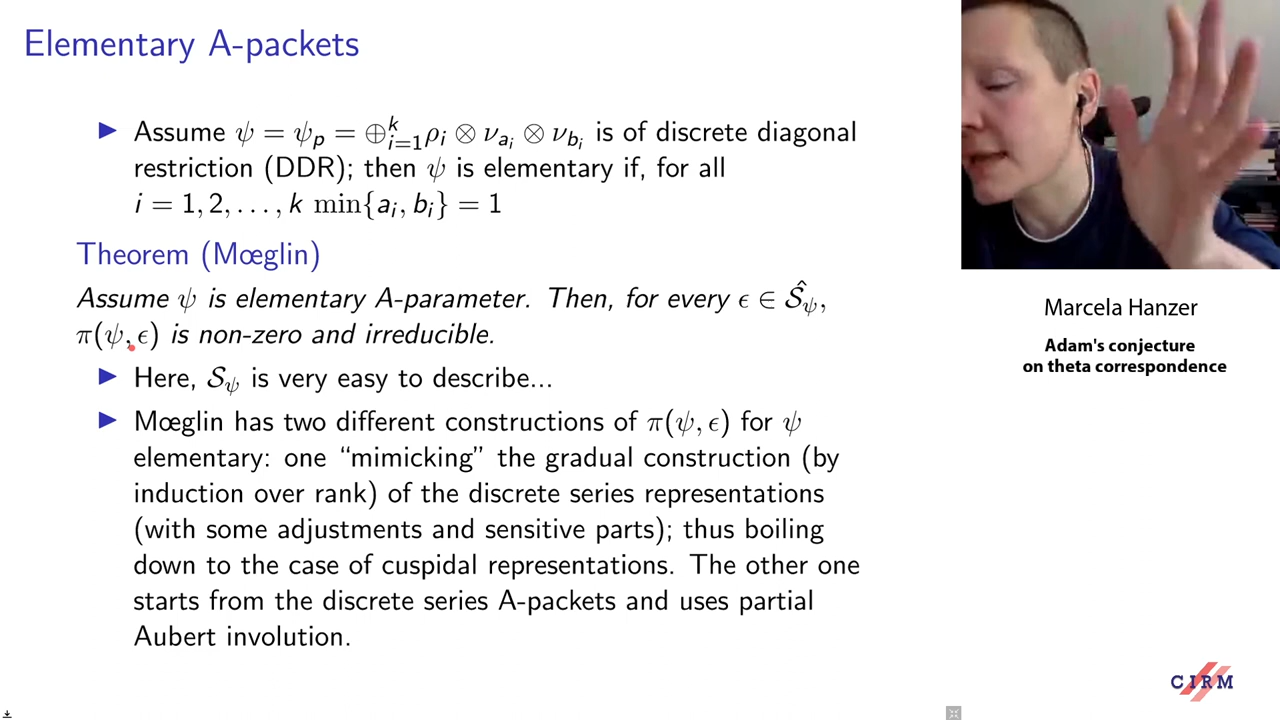 Elementary A-packets
▶ Assume ψ = ψ_p = ⊕_{i=1}^{k} ρ_i ⊗ ν_{a_i} ⊗ ν_{b_i} is of discrete diagonal
restriction (DDR); then ψ is elementary if, for all
i = 1, 2, . . . , k min{a_i, b_i} = 1
Theorem (Mœglin)
Assume ψ is elementary A-parameter. Then, for every ϵ ∈ Ŝ_ψ,
π(ψ, ϵ) is non-zero and irreducible.
▶ Here, S_ψ is very easy to describe...
▶ Mœglin has two different constructions of π(ψ, ϵ) for ψ
elementary: one “mimicking” the gradual construction (by
induction over rank) of the discrete series representations
(with some adjustments and sensitive parts); thus boiling
down to the case of cuspidal representations. The other one
starts from the discrete series A-packets and uses partial
Aubert involution.
Marcela Hanzer
Adam's conjecture
on theta correspondence
CIRM